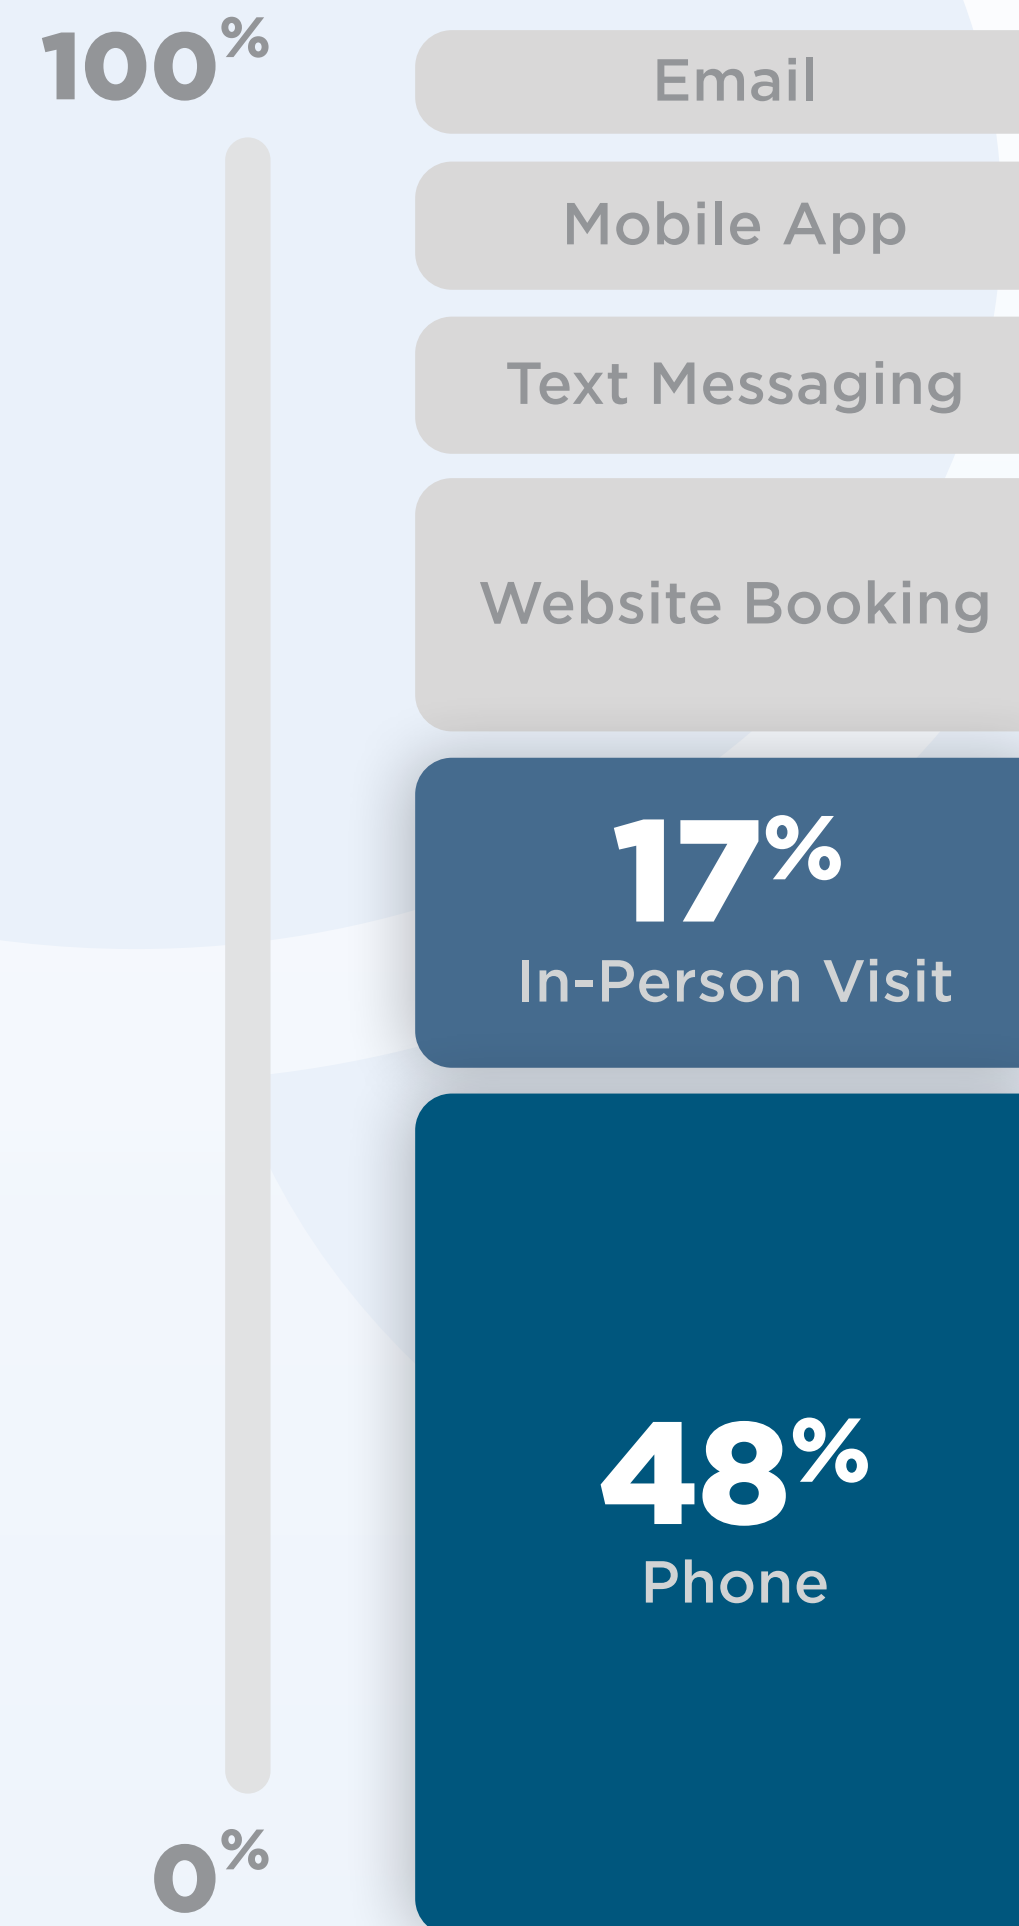 100%
Email
Mobile App
Text Messaging
Website Booking
17%
In-Person Visit
48%
Phone
0%